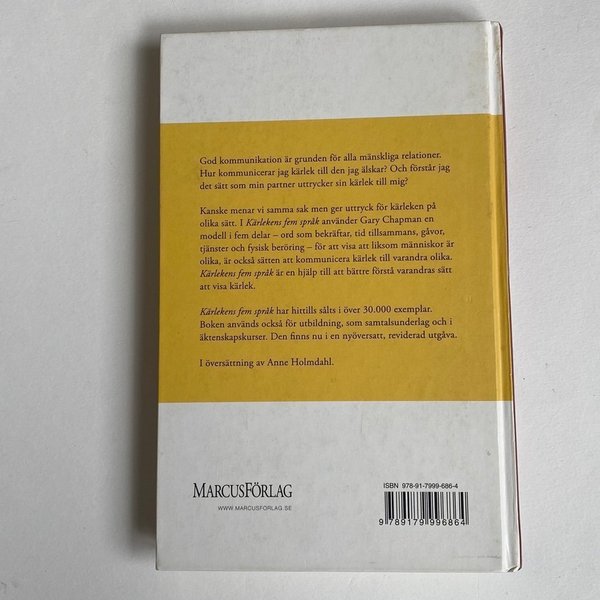 God kommunikation är grunden för alla mänskliga relationer.
Hur kommunicerar jag kärlek till den jag älskar? Och förstår jag
det sätt som min partner uttrycker sin kärlek till mig?
Kanske menar vi samma sak men ger uttryck för kärleken på
olika sätt. I Kärlekens fem språk använder Gary Chapman en
modell i fem delar – ord som bekräftar, tid tillsammans, gåvor,
tjänster och fysisk beröring – för att visa att liksom människor är
olika, är också sätten att kommunicera kärlek till varandra olika.
Kärlekens fem språk är en hjälp till att bättre förstå varandras sätt
att visa kärlek.
Kärlekens fem språk har hittills sålts i över 30.000 exemplar.
Boken används också för utbildning, som samtalsunderlag och i
äktenskapskurser. Den finns nu i en nyöversatt, reviderad utgåva.
I översättning av Anne Holmdahl.
MARCUSFÖRLAG
WWW.MARCUSFORLAG.SE
ISBN 978-91-7999-686-4
9 789179 996864